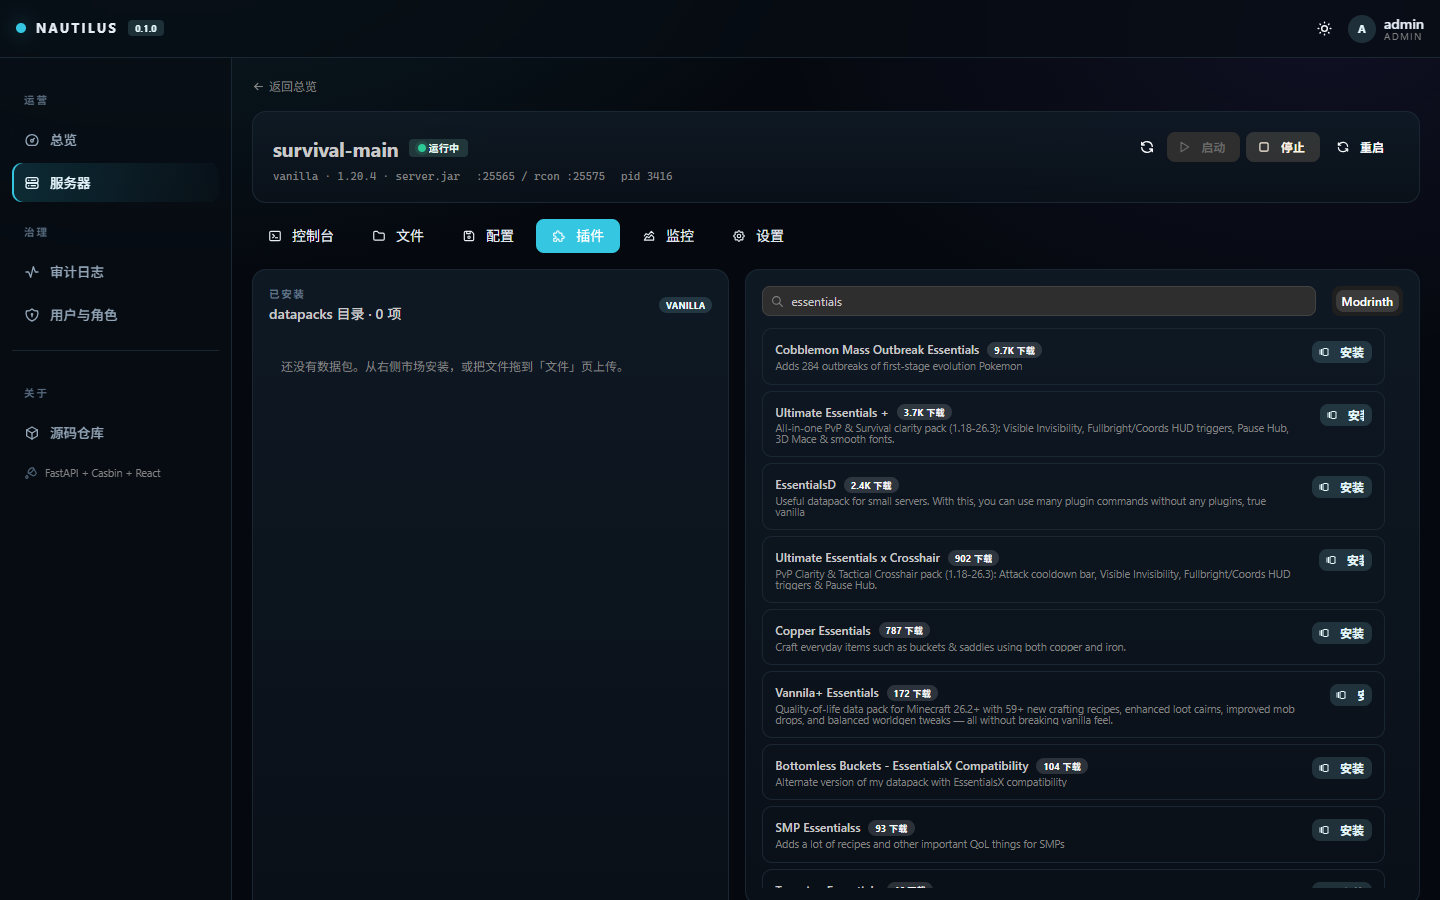 NAUTILUS 0.1.0
A admin
ADMIN
运营
总览
服务器
治理
审计日志
用户与角色
关于
源码仓库
FastAPI + Casbin + React
← 返回总览
survival-main 运行中
vanilla · 1.20.4 · server.jar :25565 / rcon :25575 pid 3416
启动 停止 重启
控制台 文件 配置 插件 监控 设置
已安装
datapacks 目录 · 0 项
VANILLA
还没有数据包。从右侧市场安装，或把文件拖到「文件」页上传。
essentials Modrinth
Cobblemon Mass Outbreak Essentials 9.7K 下载
Adds 284 outbreaks of first-stage evolution Pokemon
安装
Ultimate Essentials + 3.7K 下载
All-in-one PvP & Survival clarity pack (1.18-26.3): Visible Invisibility, Fullbright/Coords HUD triggers, Pause Hub,
3D Mace & smooth fonts.
安
EssentialsD 2.4K 下载
Useful datapack for small servers. With this, you can use many plugin commands without any plugins, true
vanilla
安装
Ultimate Essentials x Crosshair 902 下载
PvP Clarity & Tactical Crosshair pack (1.18-26.3): Attack cooldown bar, Visible Invisibility, Fullbright/Coords HUD
triggers & Pause Hub.
安
Copper Essentials 787 下载
Craft everyday items such as buckets & saddles using both copper and iron.
安装
Vannila+ Essentials 172 下载
Quality-of-life data pack for Minecraft 26.2+ with 59+ new crafting recipes, enhanced loot cairns, improved mob
drops, and balanced worldgen tweaks — all without breaking vanilla feel.
Bottomless Buckets - EssentialsX Compatibility 104 下载
Alternate version of my datapack with EssentialsX compatibility
安装
SMP Essentialss 93 下载
Adds a lot of recipes and other important QoL things for SMPs
安装